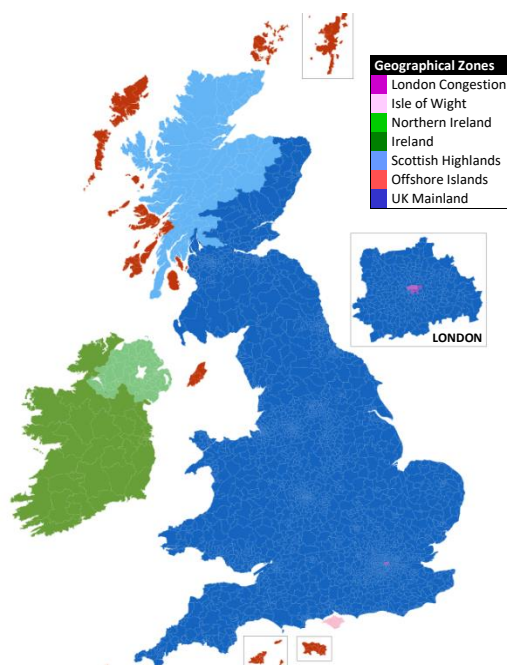 Geographical Zones
London Congestion
Isle of Wight
Northern Ireland
Ireland
Scottish Highlands
Offshore Islands
UK Mainland
LONDON